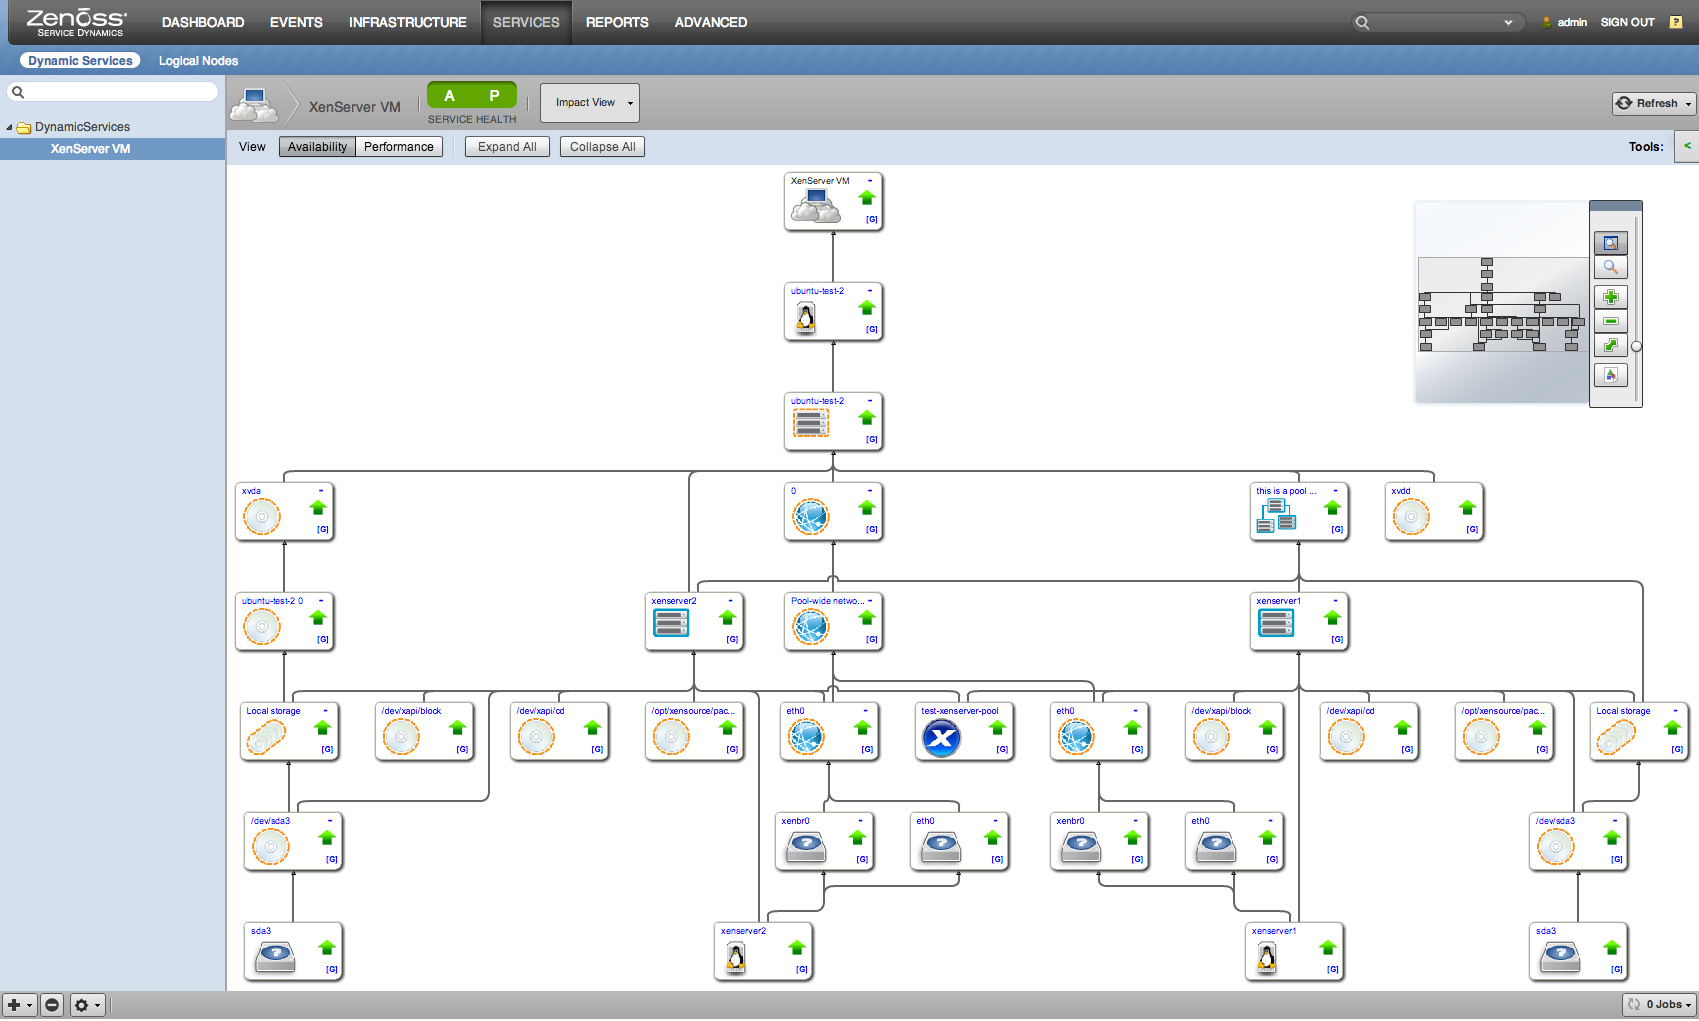 Zenoss
SERVICE DYNAMICS
DASHBOARD EVENTS INFRASTRUCTURE SERVICES REPORTS ADVANCED
admin SIGN OUT ?
Dynamic Services Logical Nodes
DynamicServices
XenServer VM
XenServer VM
A P
SERVICE HEALTH
Impact View
Refresh
View Availability Performance Expand All Collapse All
Tools: <
XenServer VM -
[G]
ubuntu-test-2 -
[G]
ubuntu-test-2 -
[G]
xvda - 0 - this is a pool ... - xvdd
[G] [G] [G] [G]
ubuntu-test-2 0 - xenserver2 - Pool-wide netwo... - xenserver1 -
[G] [G] [G] [G]
Local storage - /dev/xapi/block /dev/xapi/cd /opt/xensource/pac... eth0 - test-xenserver-pool eth0 - /dev/xapi/block /dev/xapi/cd /opt/xensource/pac... Local storage -
[G] [G] [G] [G] [G] [G] [G] [G] [G] [G] [G]
/dev/sda3 - xenbr0 - eth0 - xenbr0 - eth0 - /dev/sda3 -
? ? ? ?
[G] [G] [G] [G] [G] [G]
sda3 xenserver2 xenserver1 sda3
? X ?
[G] [G] [G] [G]
0 Jobs